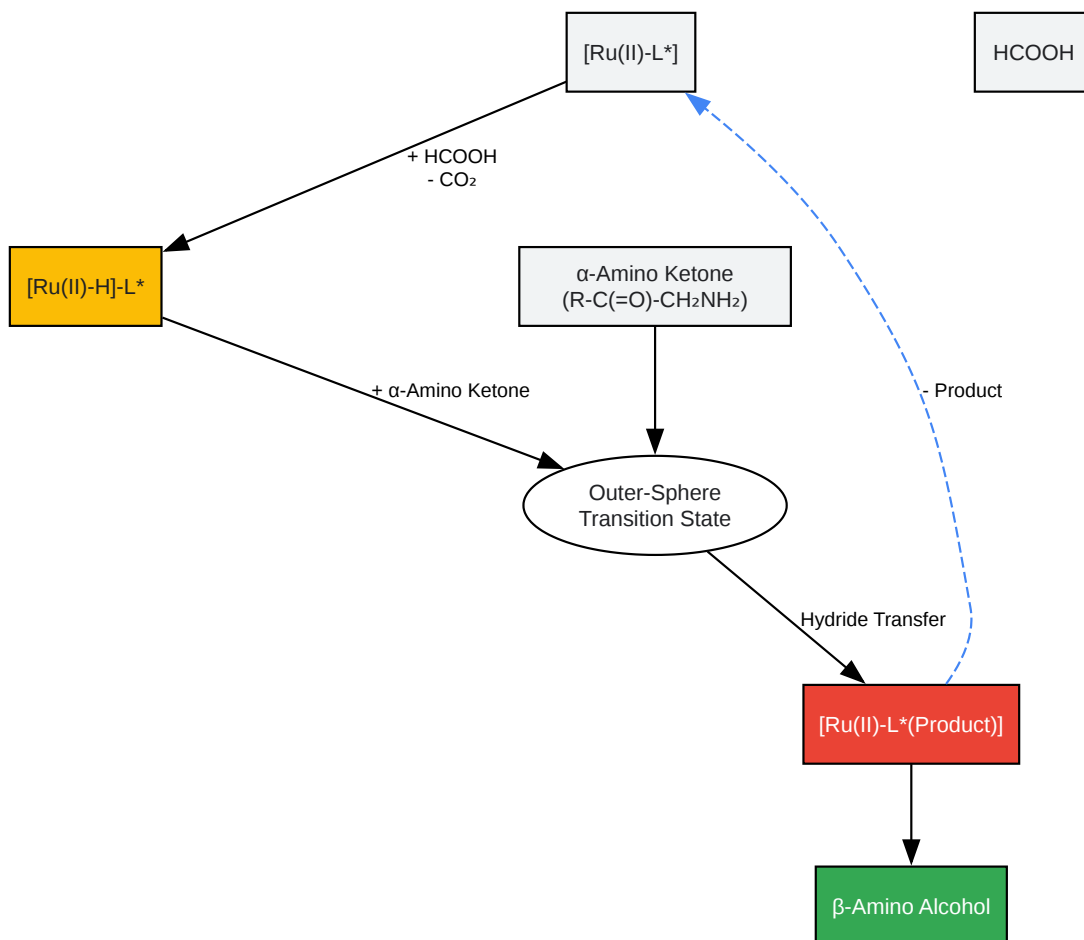 [Ru(II)-L*]
HCOOH
+ HCOOH
- CO₂
[Ru(II)-H]-L*
α-Amino Ketone
(R-C(=O)-CH₂NH₂)
+ α-Amino Ketone
- Product
Outer-Sphere
Transition State
Hydride Transfer
[Ru(II)-L*(Product)]
β-Amino Alcohol